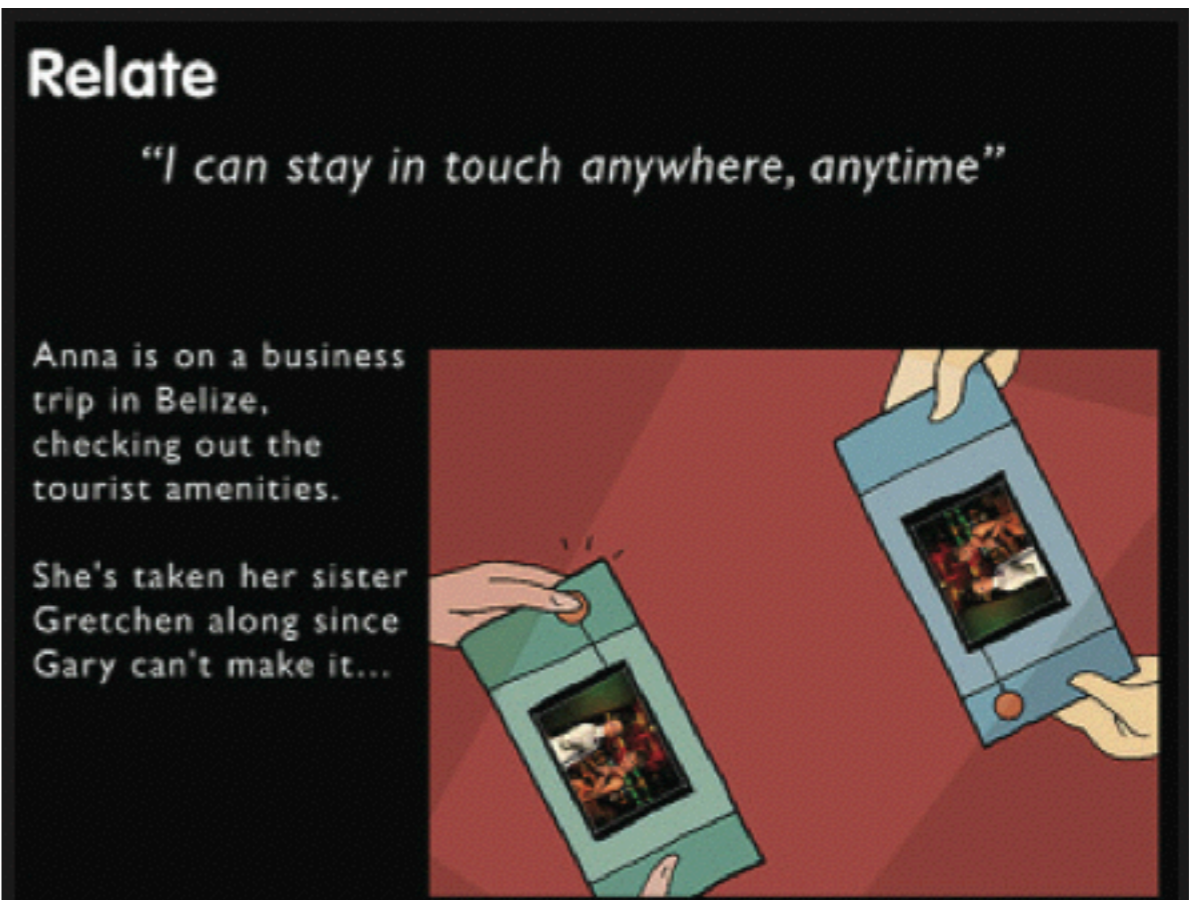 Relate
“I can stay in touch anywhere, anytime”
Anna is on a business
trip in Belize,
checking out the
tourist amenities.
She's taken her sister
Gretchen along since
Gary can't make it...